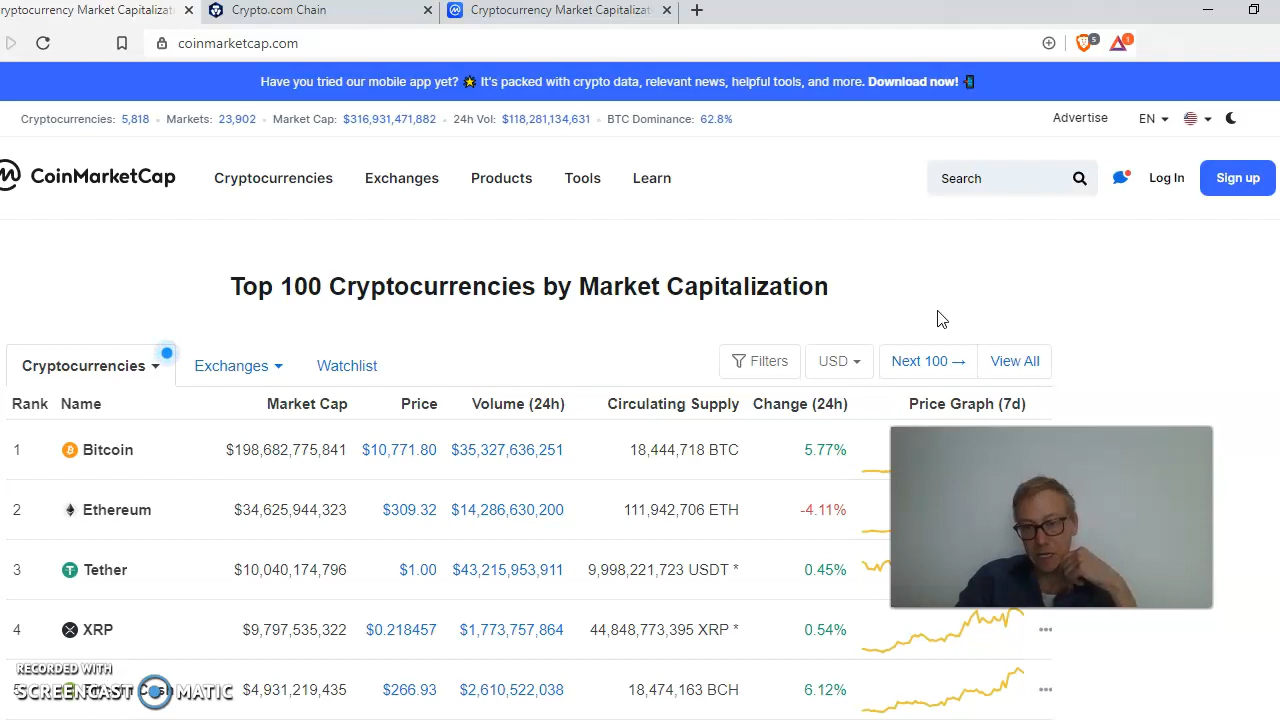 ryptocurrency Market Capitalizat
Crypto.com Chain
Cryptocurrency Market Capitalizat
coinmarketcap.com
5
1
Have you tried our mobile app yet? It's packed with crypto data, relevant news, helpful tools, and more. Download now!
Cryptocurrencies: 5,818 • Markets: 23,902 • Market Cap: $316,931,471,882 • 24h Vol: $118,281,134,631 • BTC Dominance: 62.8%
Advertise EN
CoinMarketCap Cryptocurrencies Exchanges Products Tools Learn Search Log In Sign up
Top 100 Cryptocurrencies by Market Capitalization
Cryptocurrencies Exchanges Watchlist Filters USD Next 100 → View All
Rank Name Market Cap Price Volume (24h) Circulating Supply Change (24h) Price Graph (7d)
1 Bitcoin $198,682,775,841 $10,771.80 $35,327,636,251 18,444,718 BTC 5.77%
2 Ethereum $34,625,944,323 $309.32 $14,286,630,200 111,942,706 ETH -4.11%
3 Tether $10,040,174,796 $1.00 $43,215,953,911 9,998,221,723 USDT * 0.45%
4 XRP $9,797,535,322 $0.218457 $1,773,757,864 44,848,773,395 XRP * 0.54%
$4,931,219,435 $266.93 $2,610,522,038 18,474,163 BCH 6.12%
RECORDED WITH
SCREENCAST MATIC